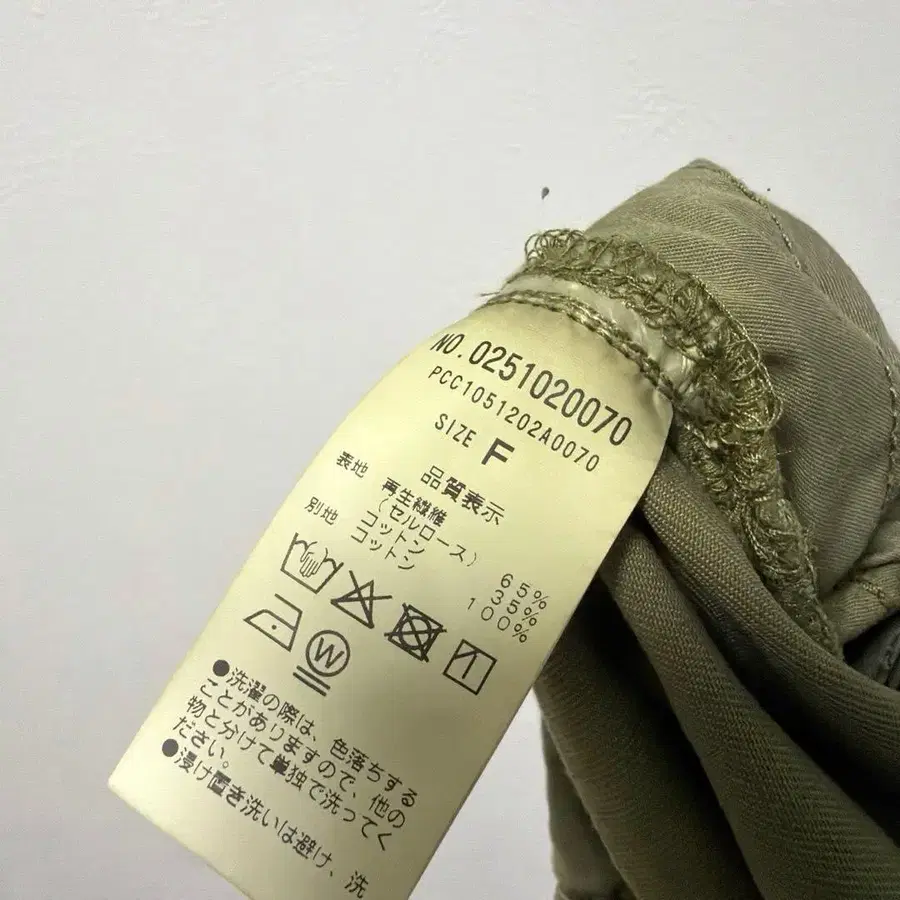 NO.0251020070
PCC1051202A0070
SIZE F
品質表示
表地 再生繊維
(セルロース) 65%
コットン 35%
別地 コットン 100%
W
●洗濯の際は、色落ちする
ことがありますので、他の
物と分けて単独で洗ってく
ださい。
●浸け置き洗いは避け、洗